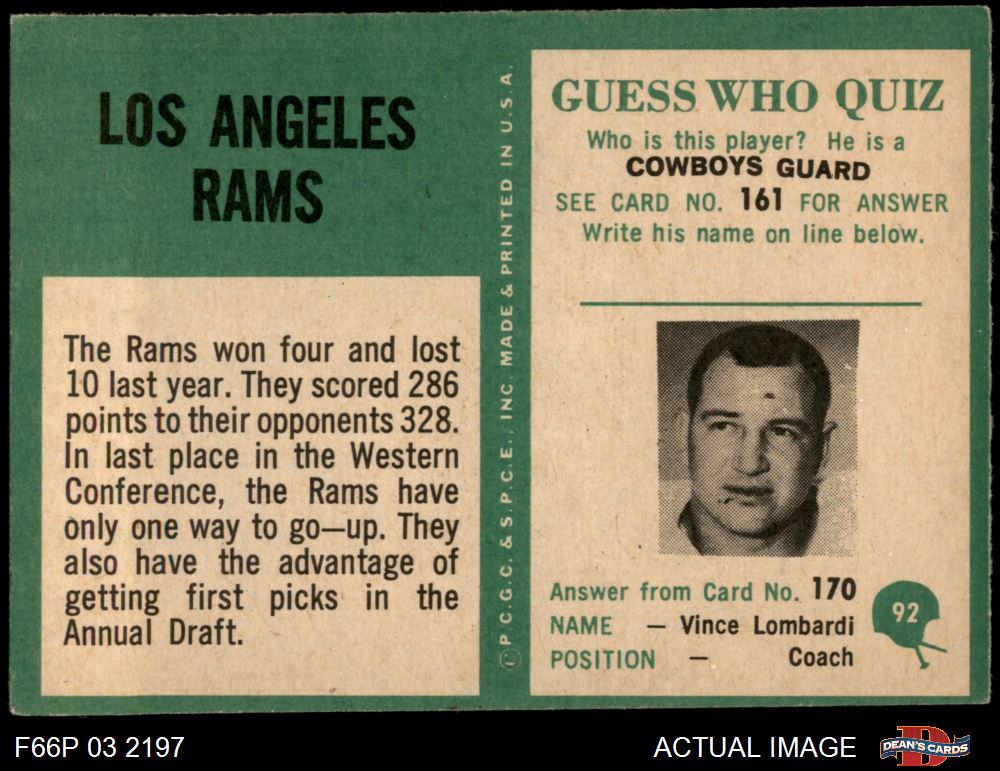 LOS ANGELES
RAMS
The Rams won four and lost
10 last year. They scored 286
points to their opponents 328.
In last place in the Western
Conference, the Rams have
only one way to go—up. They
also have the advantage of
getting first picks in the
Annual Draft.
Ⓒ P.C.G.C. & S.P.C.E., INC. MADE & PRINTED IN U.S.A.
GUESS WHO QUIZ
Who is this player? He is a
COWBOYS GUARD
SEE CARD NO. 161 FOR ANSWER
Write his name on line below.
Answer from Card No. 170
NAME — Vince Lombardi
POSITION — Coach
92
F66P 03 2197
ACTUAL IMAGE
DEAN'S CARDS